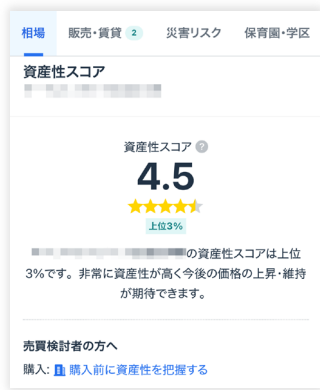 相場 販売・賃貸 2 災害リスク 保育園・学区
資産性スコア
資産性スコア ?
4.5
上位3%
の資産性スコアは上位
3%です。非常に資産性が高く今後の価格の上昇・維持
が期待できます。
売買検討者の方へ
購入: 購入前に資産性を把握する